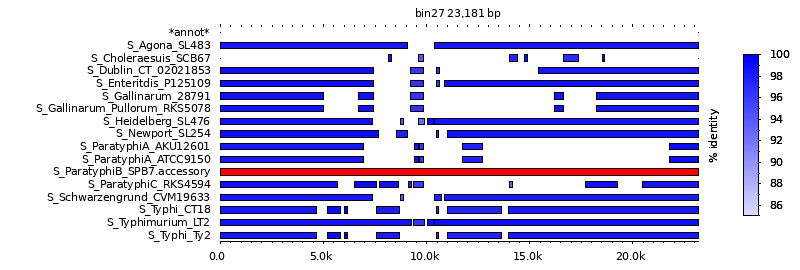 bin27 23,181 bp
*annot*
S_Agona_SL483
S_Choleraesuis_SCB67
S_Dublin_CT_02021853
S_Enteritdis_P125109
S_Gallinarum_28791
S_Gallinarum_Pullorum_RKS5078
S_Heidelberg_SL476
S_Newport_SL254
S_ParatyphiA_AKU12601
S_ParatyphiA_ATCC9150
S_ParatyphiB_SPB7.accessory
S_ParatyphiC_RKS4594
S_Schwarzengrund_CVM19633
S_Typhi_CT18
S_Typhimurium_LT2
S_Typhi_Ty2
0.0 5.0k 10.0k 15.0k 20.0k
% identity
100
98
96
94
92
90
88
86